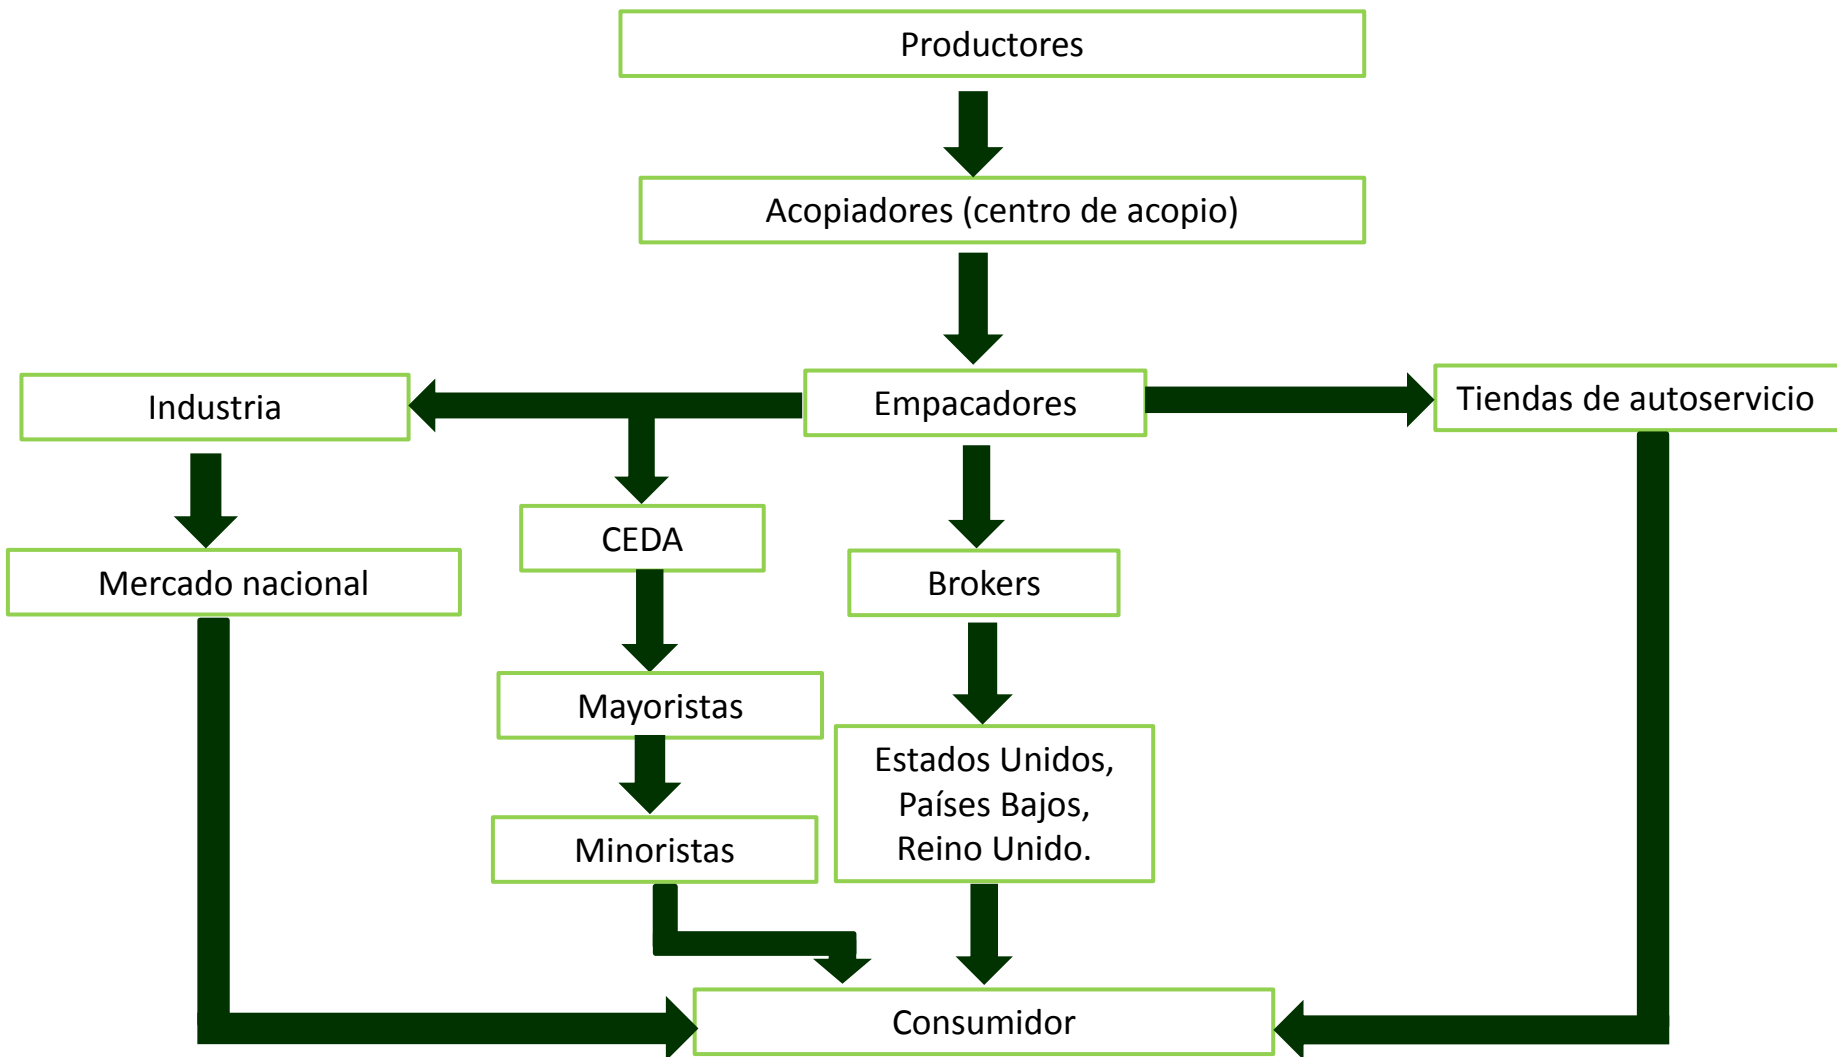 Productores
Acopiadores (centro de acopio)
Industria
Empacadores
Tiendas de autoservicio
CEDA
Mercado nacional
Brokers
Mayoristas
Estados Unidos,
Países Bajos,
Reino Unido.
Minoristas
Consumidor